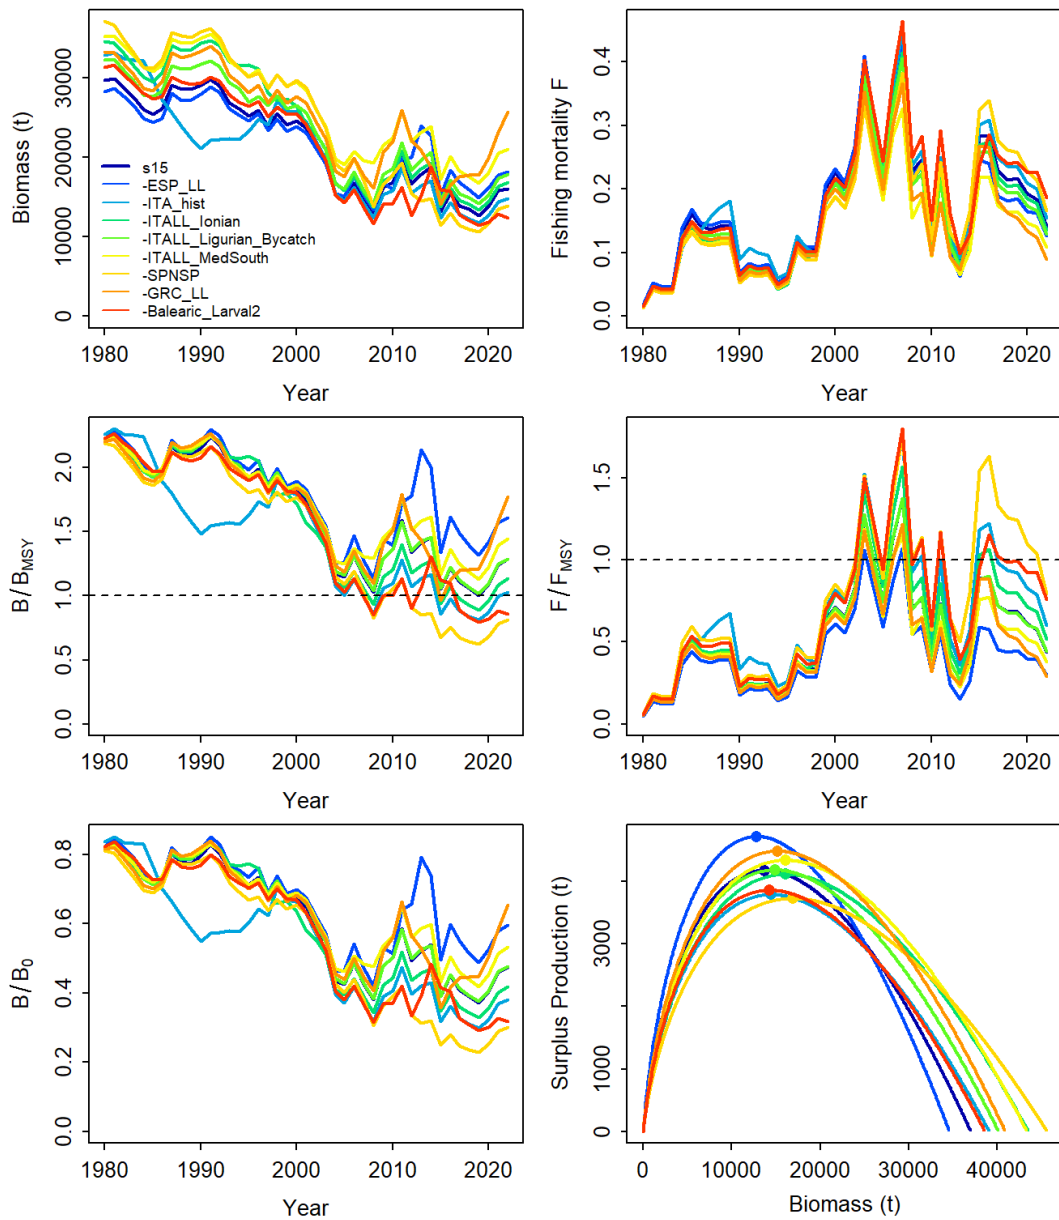 Biomass (t)
0
10000
20000
30000
s15
-ESP_LL
-ITA_hist
-ITALL_Ionian
-ITALL_Ligurian_Bycatch
-ITALL_MedSouth
-SPNSP
-GRC_LL
-Balearic_Larval2
1980 1990 2000 2010 2020
Year
Fishing mortality F
0.0 0.1 0.2 0.3 0.4
1980 1990 2000 2010 2020
Year
B/BMSY
0.0 0.5 1.0 1.5 2.0
1980 1990 2000 2010 2020
Year
F/FMSY
0.0 0.5 1.0 1.5
1980 1990 2000 2010 2020
Year
B/B0
0.0 0.2 0.4 0.6 0.8
1980 1990 2000 2010 2020
Year
Surplus Production (t)
0 1000 3000
0 10000 20000 30000 40000
Biomass (t)